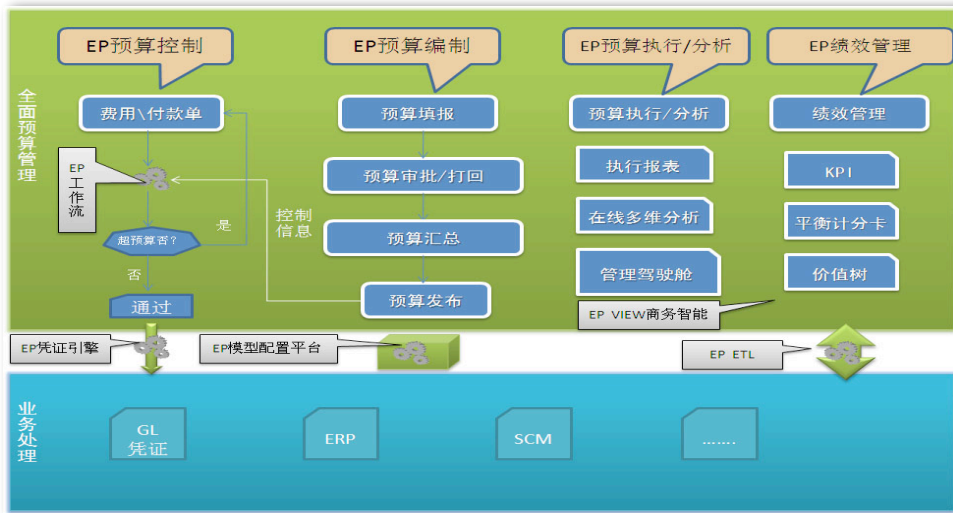 EP预算控制
EP预算编制
EP预算执行/分析
EP绩效管理
全面预算管理
费用\付款单
预算填报
预算执行/分析
绩效管理
EP
工作流
预算审批/打回
执行报表
KPI
是
控制
信息
在线多维分析
平衡计分卡
超预算否?
预算汇总
否
管理驾驶舱
价值树
通过
预算发布
EP VIEW商务智能
EP凭证引擎
EP模型配置平台
EP ETL
业务处理
GL
凭证
ERP
SCM
.......